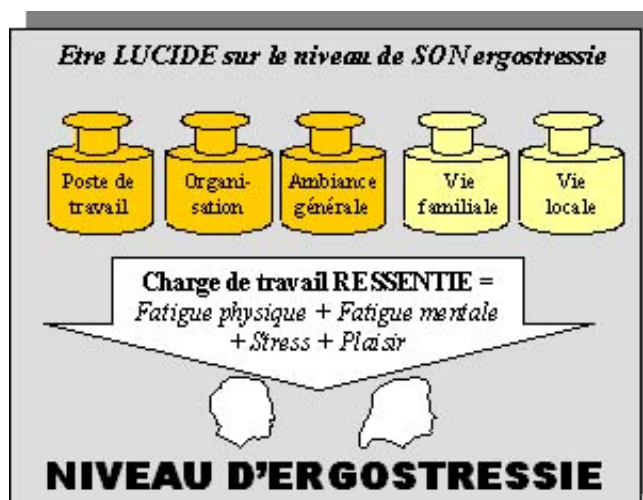 Etre LUCIDE sur le niveau de SON ergostressie
Poste de
travail
Organi-
sation
Ambiance
générale
Vie
familiale
Vie
locale
Charge de travail RESSENTIE =
Fatigue physique + Fatigue mentale
+ Stress + Plaisir
NIVEAU D'ERGOSTRESSIE